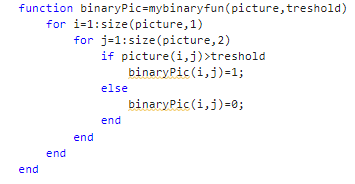 function binaryPic=mybinaryfun(picture,treshold)
    for i=1:size(picture,1)
        for j=1:size(picture,2)
            if picture(i,j)>treshold
                binaryPic(i,j)=1;
            else
                binaryPic(i,j)=0;
            end
        end
    end
end